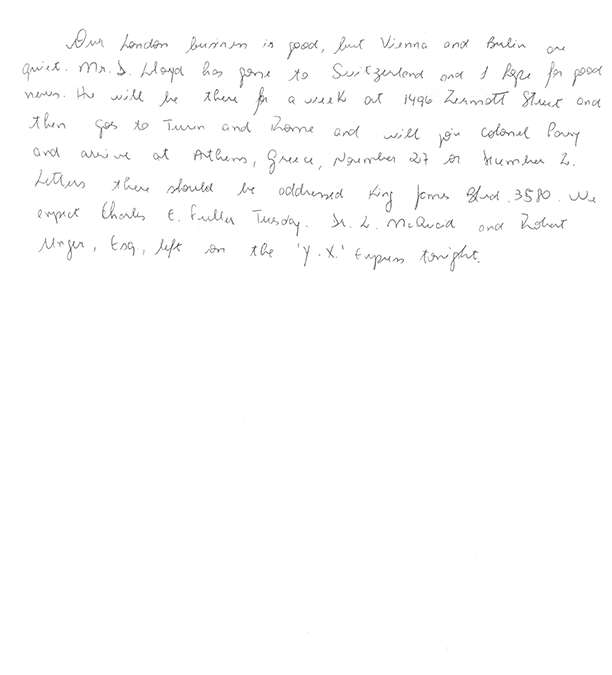 Our London business is good, but Vienna and Berlin are
quiet. Mr. D. Lloyd has gone to Switzerland and I hope for good
news. He will be there for a week at 1496 Zermott Street and
then goes to Turin and Rome and will join Colonel Parry
and arrive at Athens, Greece, November 27 or December 2.
Letters there should be addressed King James Blvd. 3580. We
expect Charles E. Fuller Tuesday. Dr. L. McQuaid and Robert
Unger, Esq., left on the 'Y.X.' Express tonight.